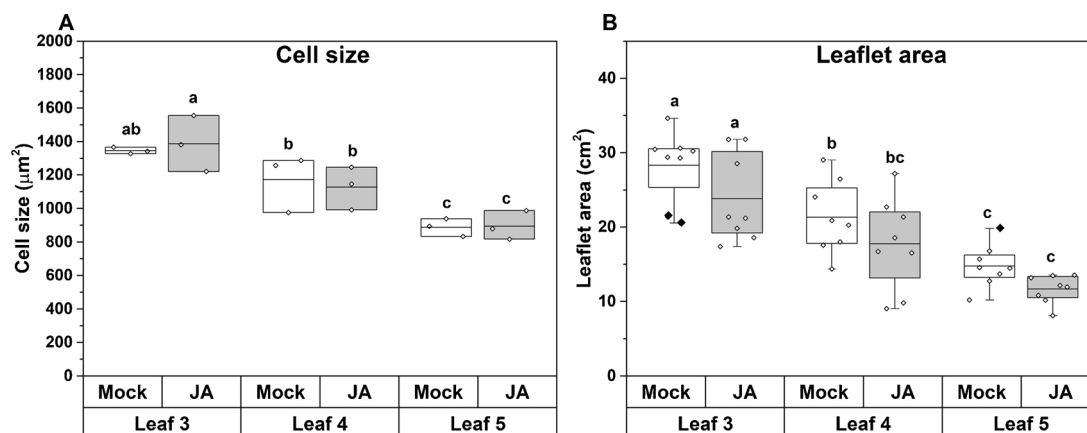 A
Cell size
Cell size (μm²)
2000
1800
1600
1400
1200
1000
800
600
400
200
0
ab
a
b
b
c
c
Mock
JA
Mock
JA
Mock
JA
Leaf 3
Leaf 4
Leaf 5
B
Leaflet area
Leaflet area (cm²)
40
30
20
10
0
a
a
b
bc
c
c
Mock
JA
Mock
JA
Mock
JA
Leaf 3
Leaf 4
Leaf 5